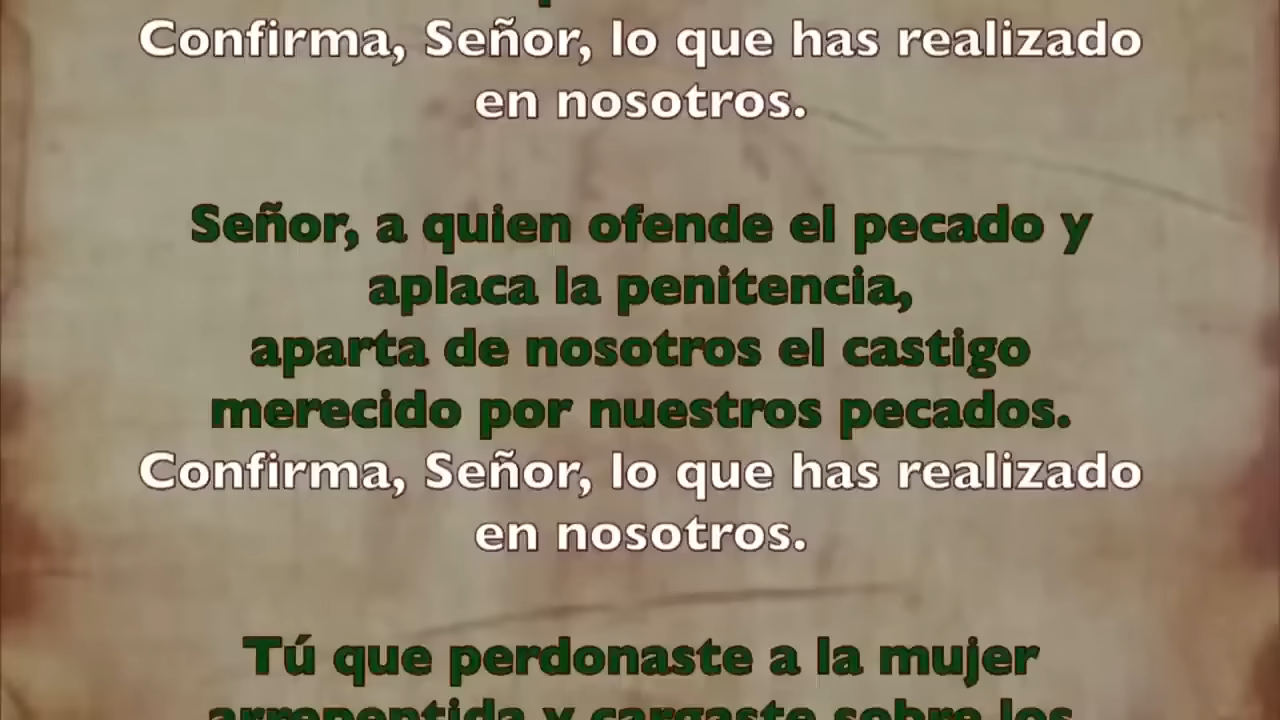 Confirma, Señor, lo que has realizado
en nosotros.
Señor, a quien ofende el pecado y
aplaca la penitencia,
aparta de nosotros el castigo
merecido por nuestros pecados.
Confirma, Señor, lo que has realizado
en nosotros.
Tú que perdonaste a la mujer
arrepentida y cargaste sobre los